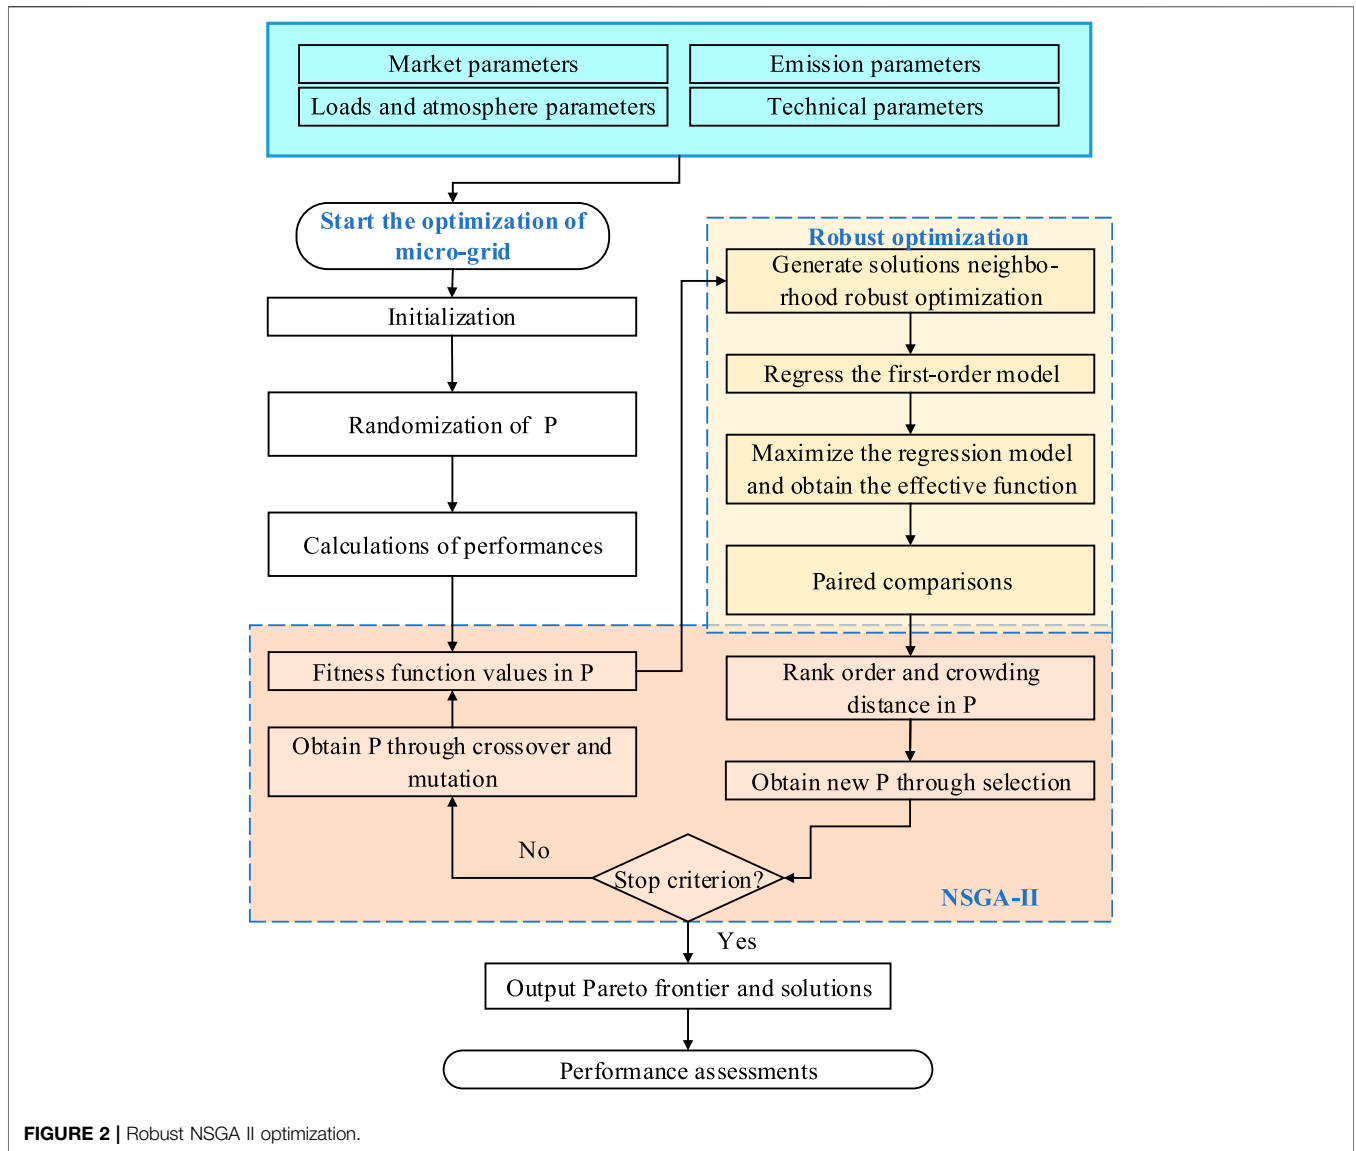 Market parameters
Emission parameters
Loads and atmosphere parameters
Technical parameters
Start the optimization of
micro-grid
Initialization
Randomization of P
Calculations of performances
Fitness function values in P
Obtain P through crossover and
mutation
Robust optimization
Generate solutions neighbo-
rhood robust optimization
Regress the first-order model
Maximize the regression model
and obtain the effective function
Paired comparisons
Rank order and crowding
distance in P
Obtain new P through selection
No
Stop criterion?
NSGA-II
Yes
Output Pareto frontier and solutions
Performance assessments
FIGURE 2 | Robust NSGA II optimization.